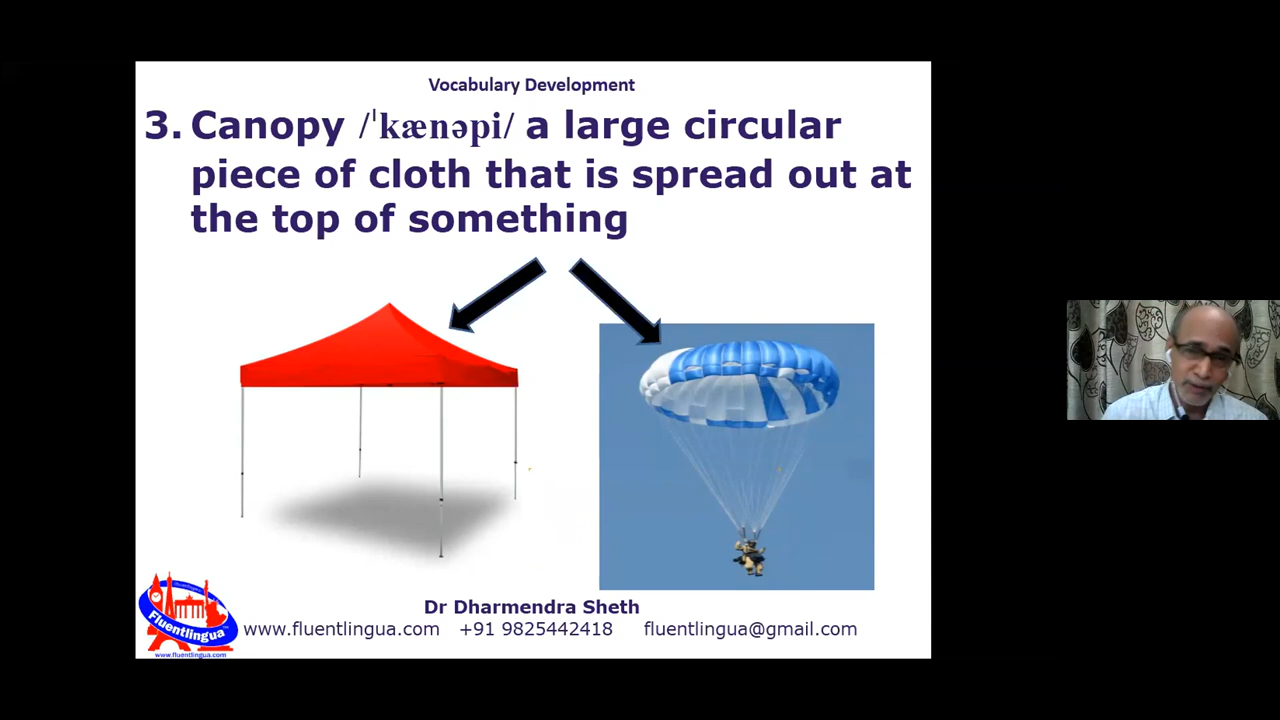 Vocabulary Development
3. Canopy /ˈkænəpi/ a large circular
piece of cloth that is spread out at
the top of something
Fluentlingua
www.fluentlingua.com
Dr Dharmendra Sheth
www.fluentlingua.com +91 9825442418 fluentlingua@gmail.com